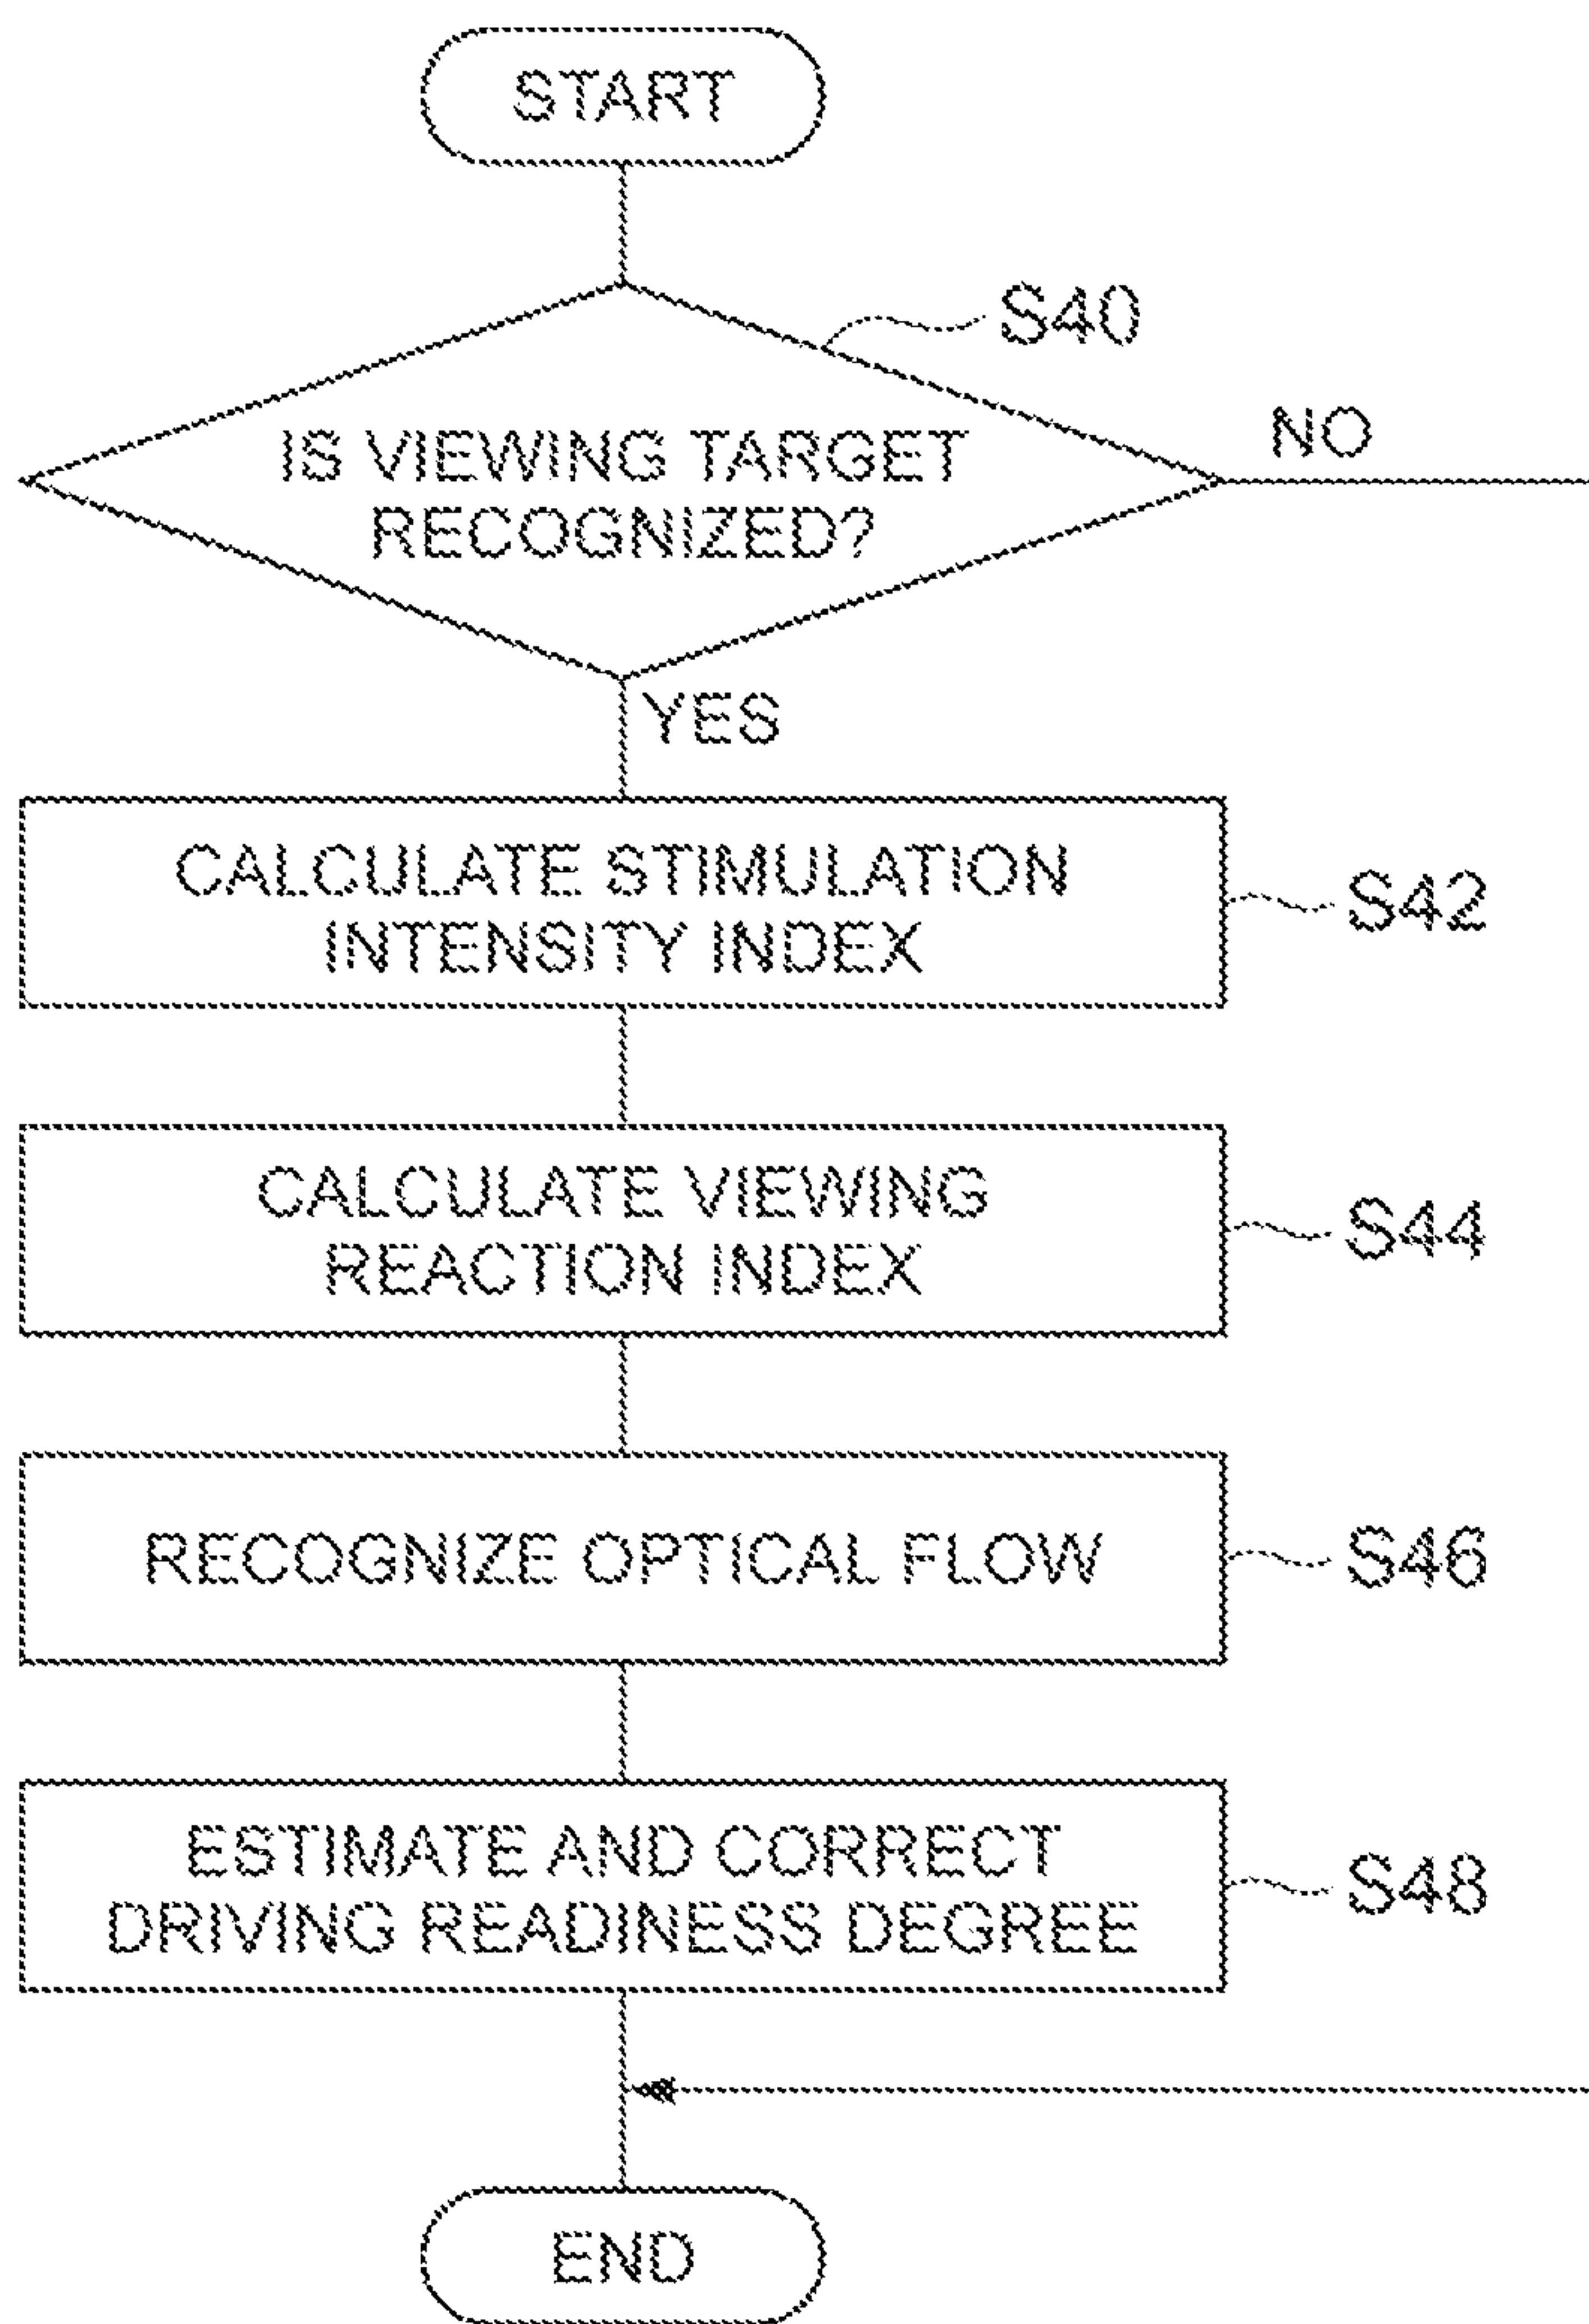 START
S40
IS VIEWING TARGET
RECOGNIZED?
NO
YES
CALCULATE STIMULATION
INTENSITY INDEX
S42
CALCULATE VIEWING
REACTION INDEX
S44
RECOGNIZE OPTICAL FLOW
S46
ESTIMATE AND CORRECT
DRIVING READINESS DEGREE
S48
END